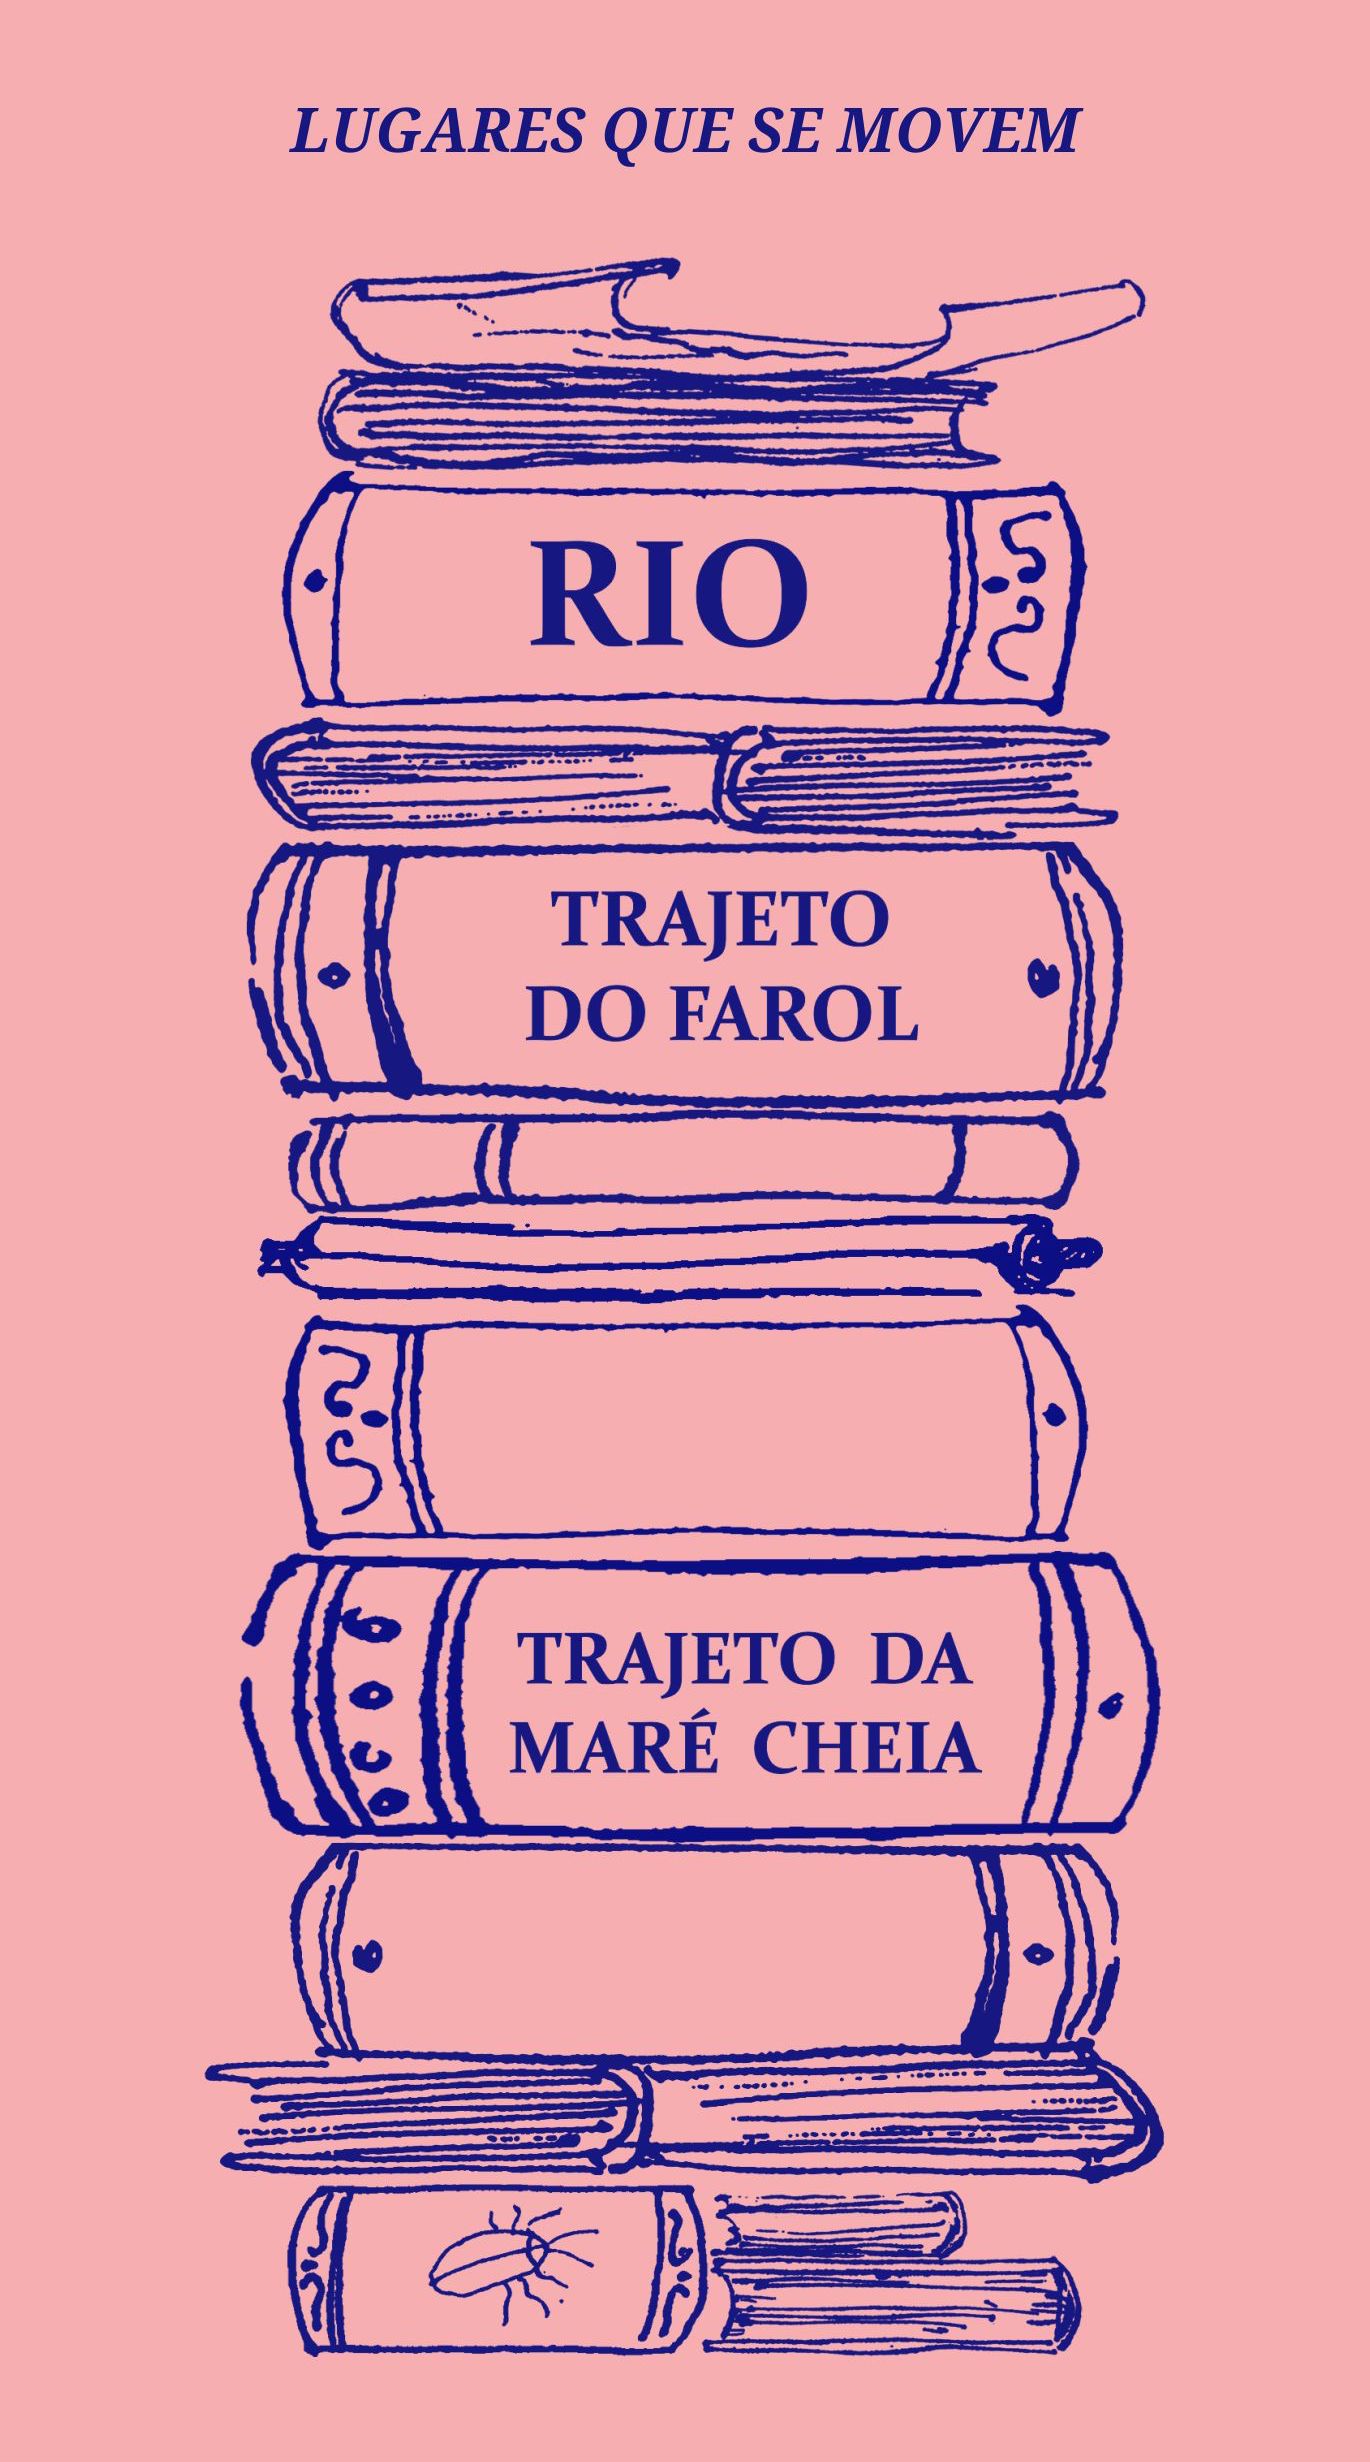 LUGARES QUE SE MOVEM
RIO
TRAJETO
DO FAROL
TRAJETO DA
MARÉ CHEIA